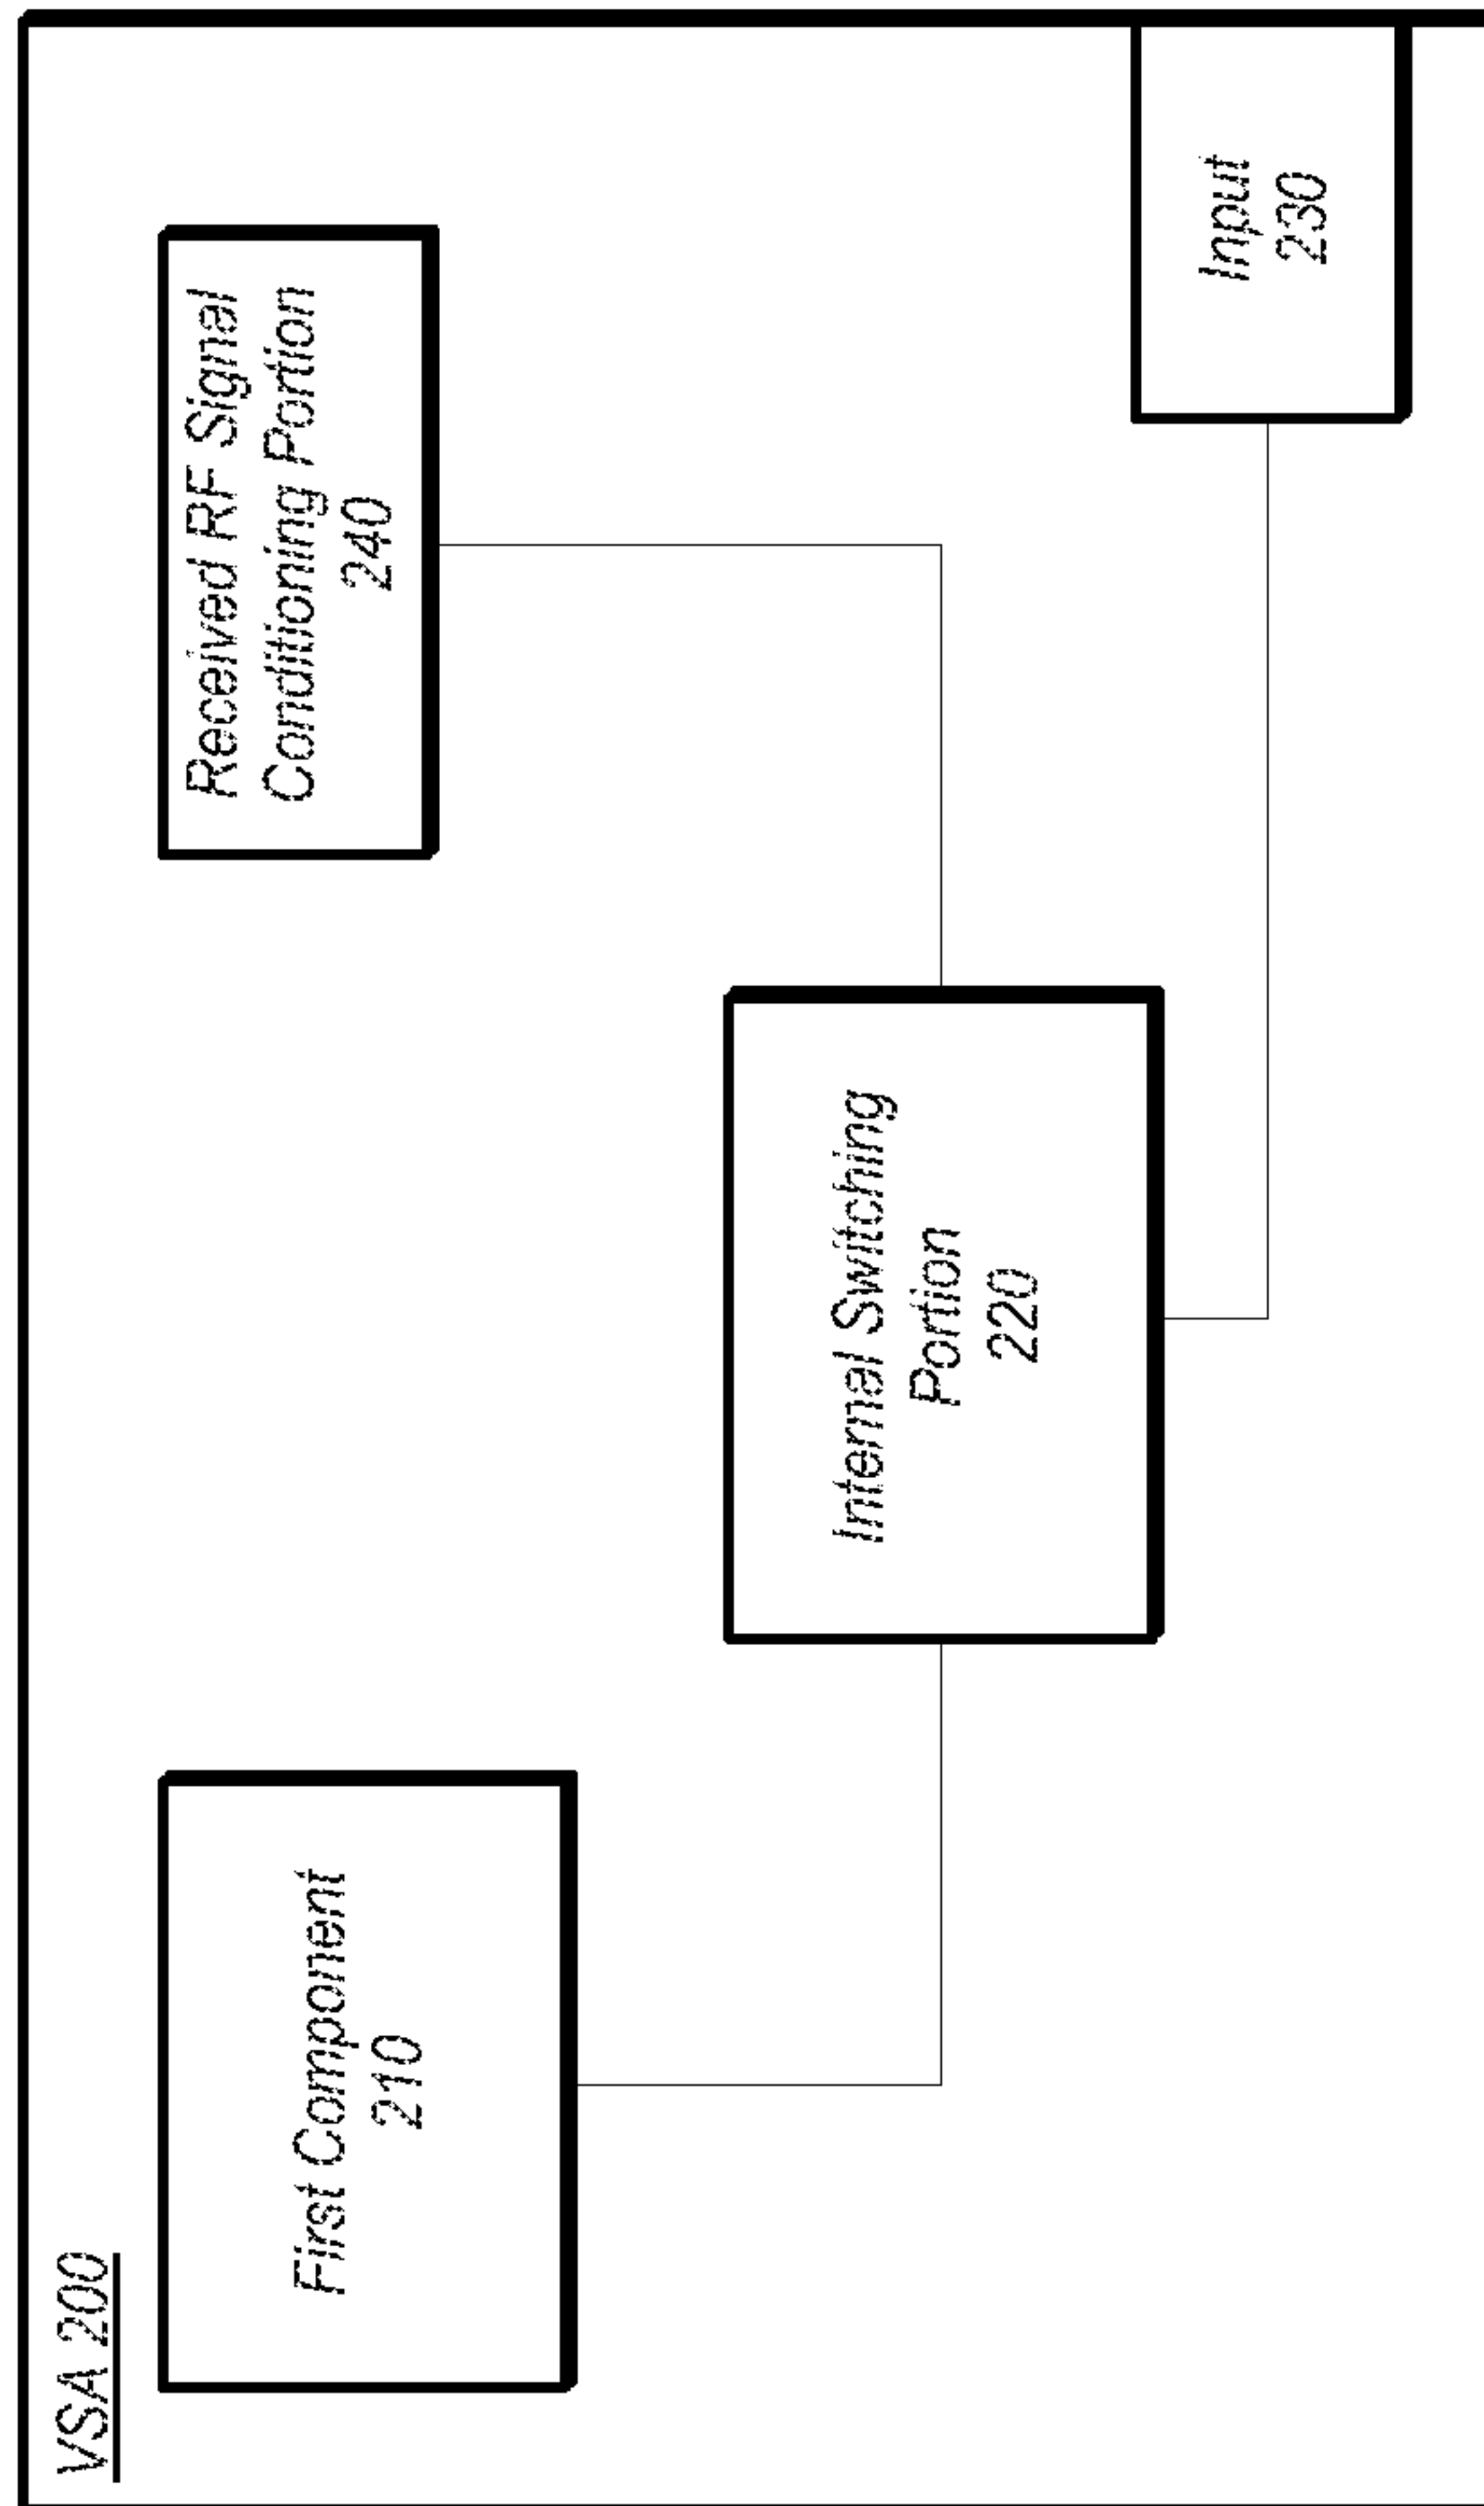 VSA 200
First Component
210
Internal Switching
Portion
220
Received RF Signal
Conditioning Portion
240
Input
230